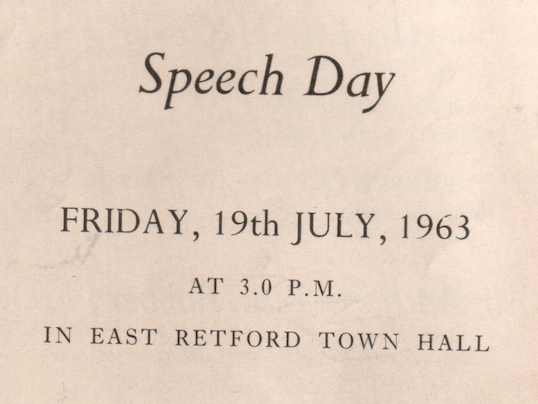 Speech Day
FRIDAY, 19th JULY, 1963
AT 3.0 P.M.
IN EAST RETFORD TOWN HALL